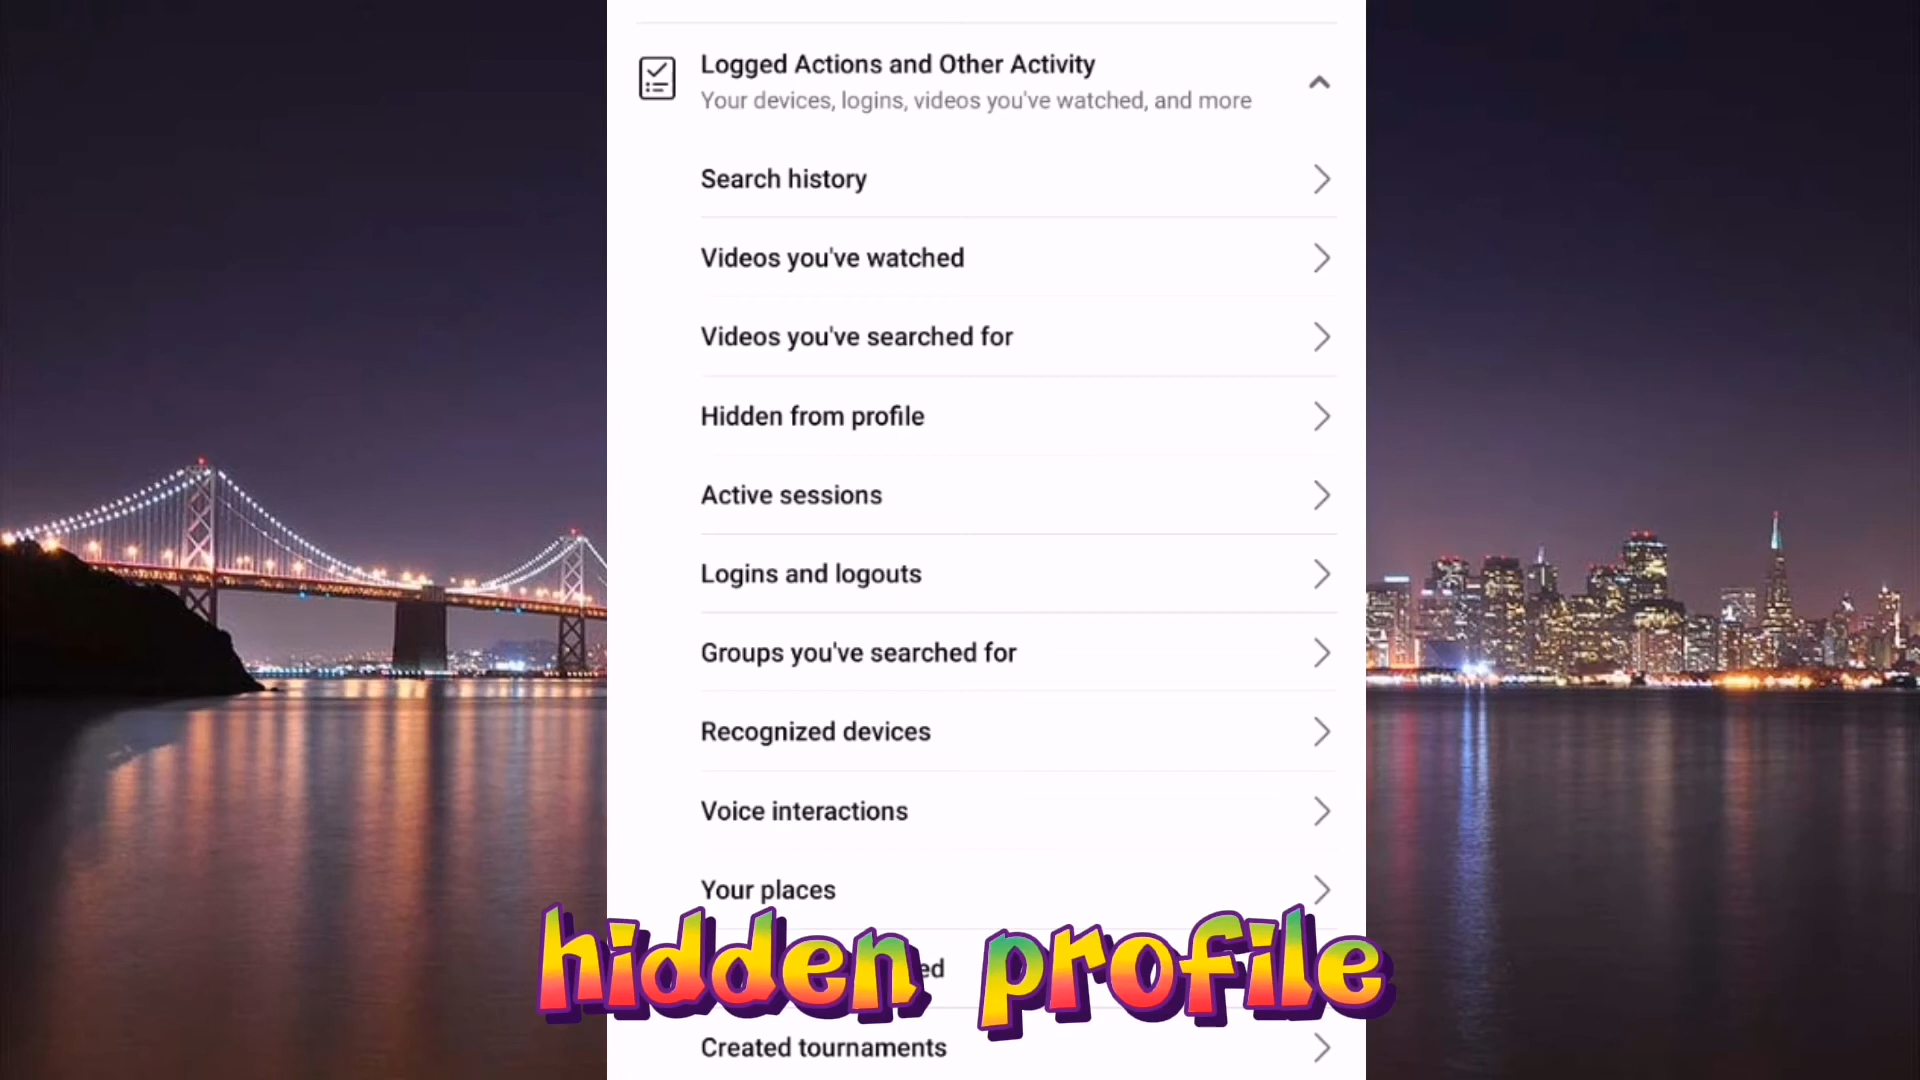 Logged Actions and Other Activity
Your devices, logins, videos you've watched, and more
Search history
Videos you've watched
Videos you've searched for
Hidden from profile
Active sessions
Logins and logouts
Groups you've searched for
Recognized devices
Voice interactions
Your places
hidden profile
Created tournaments